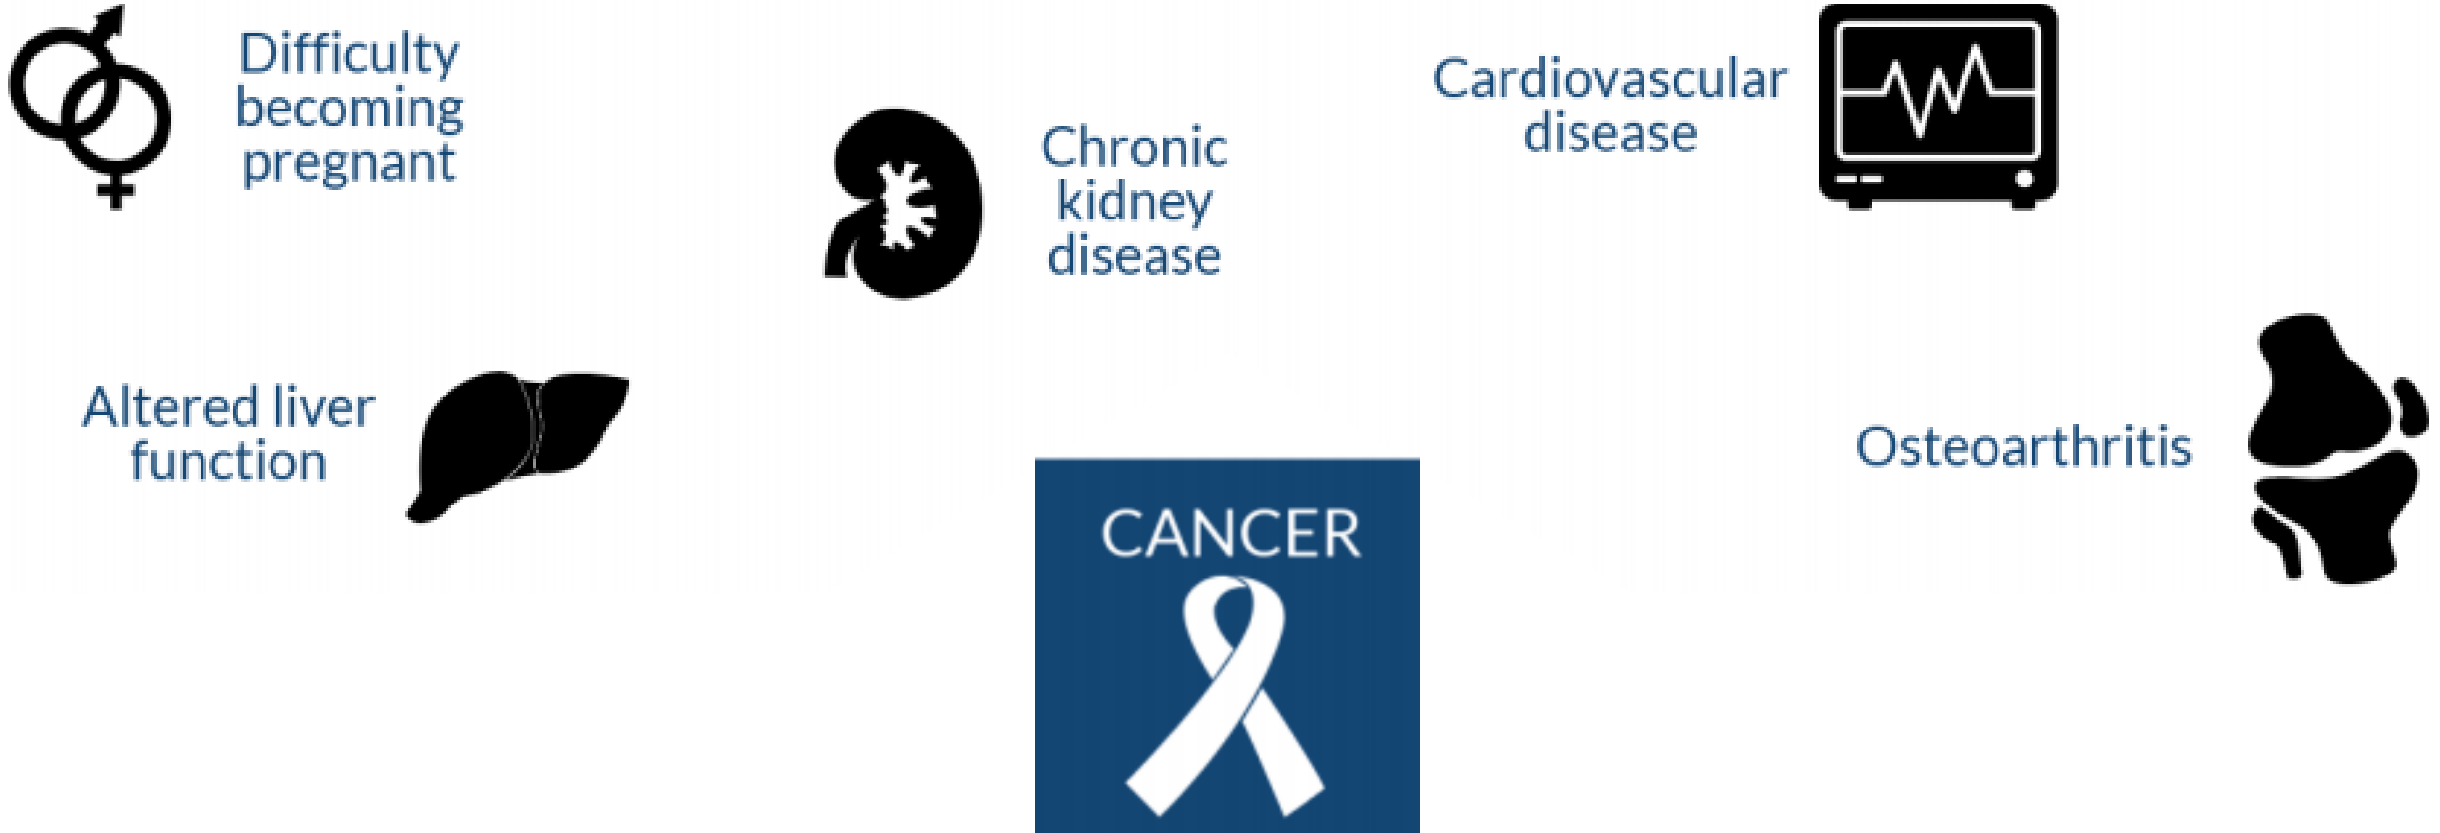 Difficulty
becoming
pregnant
Chronic
kidney
disease
Cardiovascular
disease
Altered liver
function
Osteoarthritis
CANCER